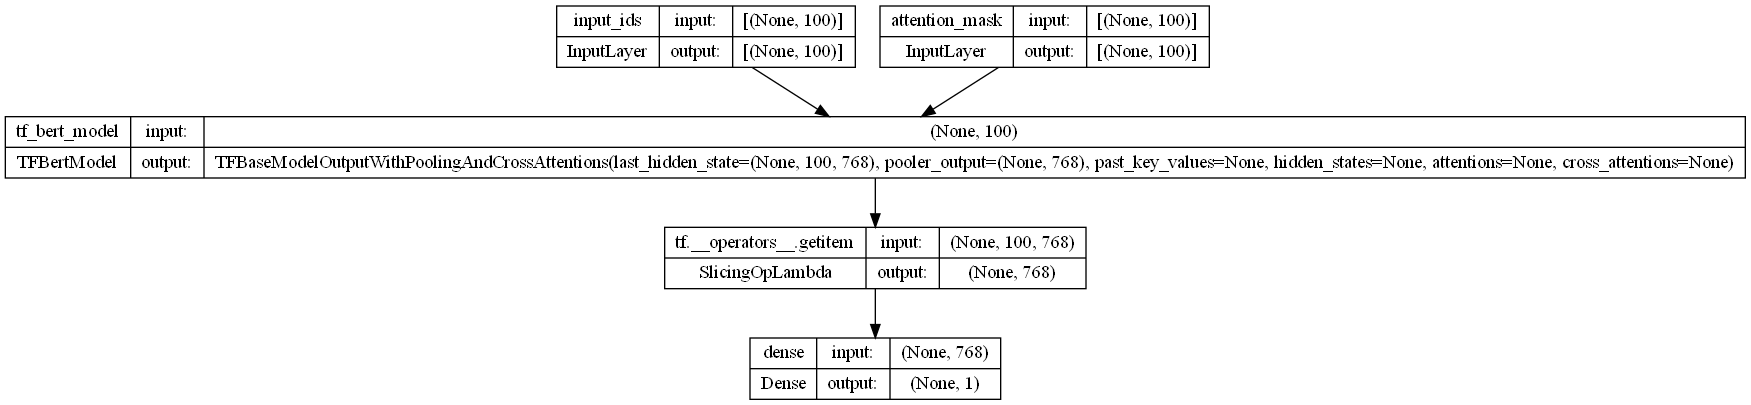 input_ids input: [(None, 100)]
InputLayer output: [(None, 100)]
attention_mask input: [(None, 100)]
InputLayer output: [(None, 100)]
tf_bert_model input: (None, 100)
TFBertModel output: TFBaseModelOutputWithPoolingAndCrossAttentions(last_hidden_state=(None, 100, 768), pooler_output=(None, 768), past_key_values=None, hidden_states=None, attentions=None, cross_attentions=None)
tf.__operators__.getitem input: (None, 100, 768)
SlicingOpLambda output: (None, 768)
dense input: (None, 768)
Dense output: (None, 1)